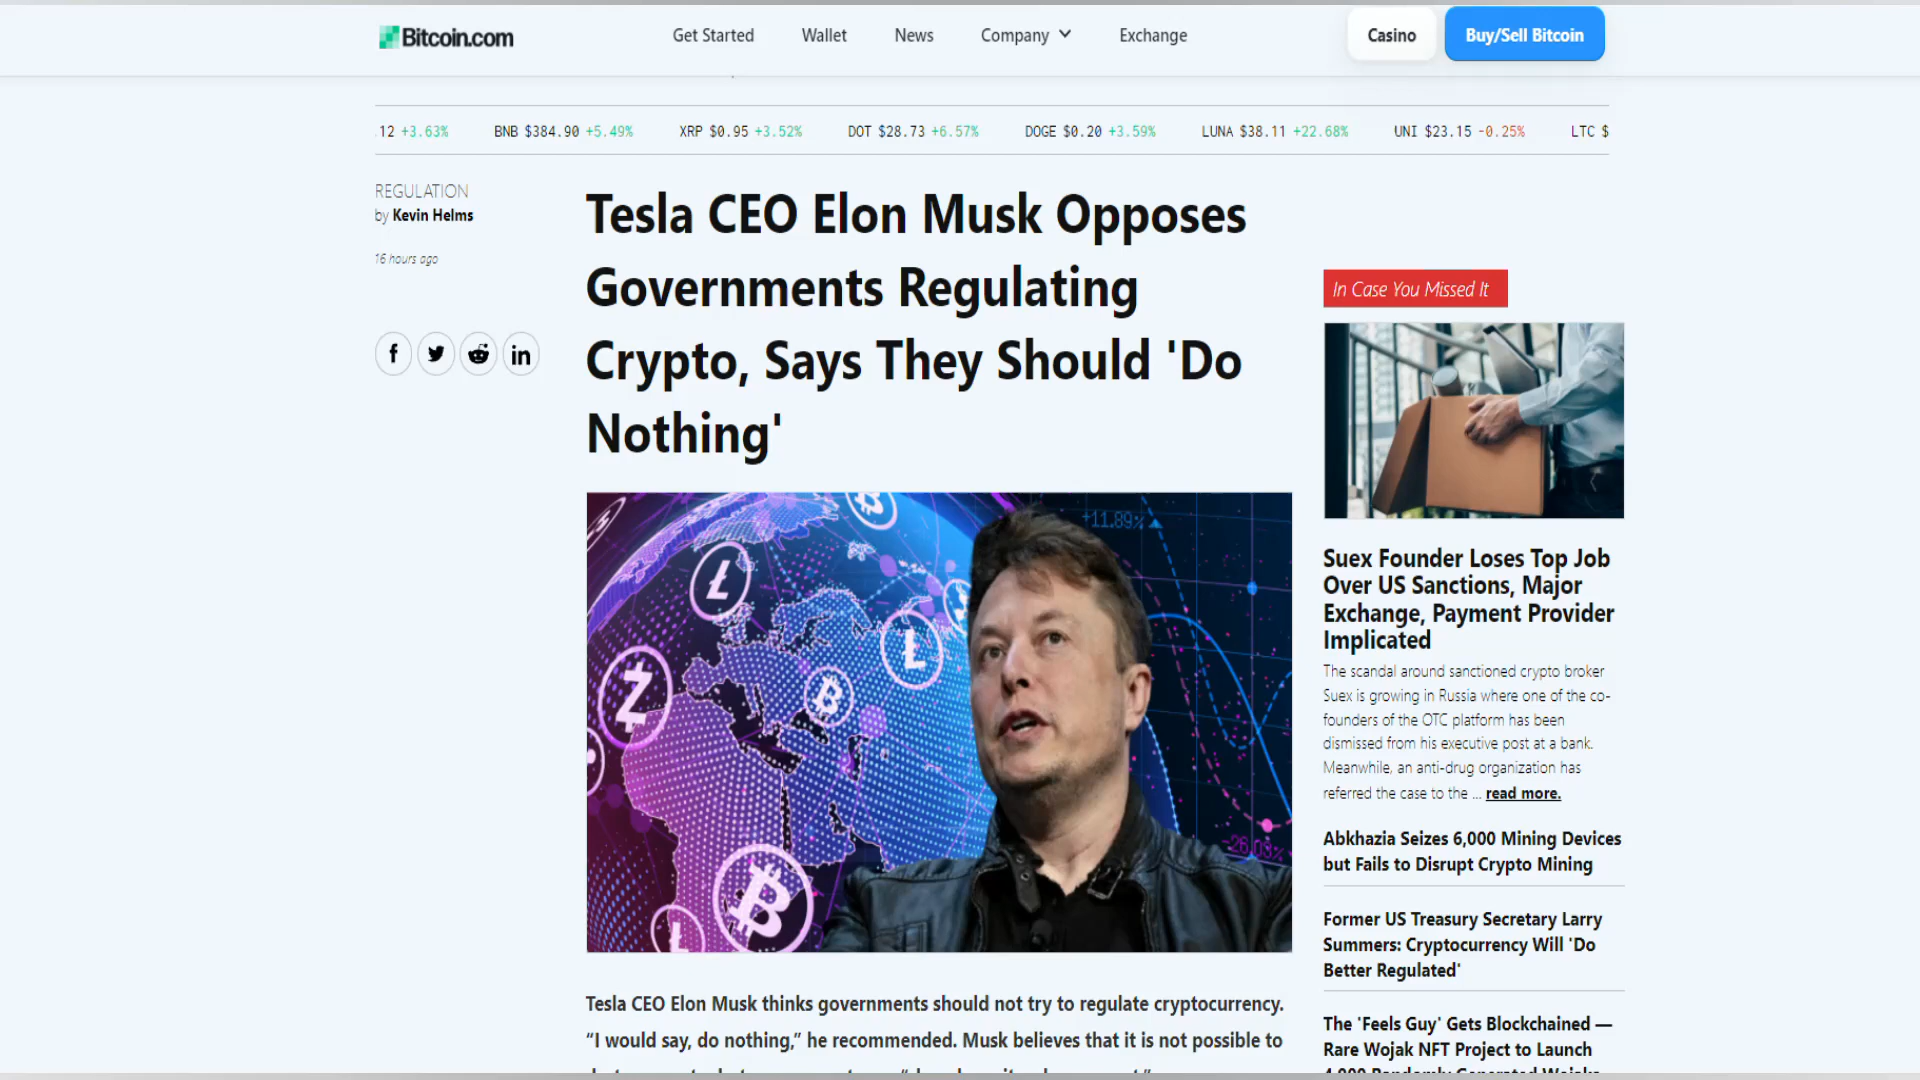 Bitcoin.com
Get Started
Wallet
News
Company
Exchange
Casino
Buy/Sell Bitcoin
12 +3.63% BNB $384.90 +5.49% XRP $0.95 +3.52% DOT $28.73 +6.57% DOGE $0.20 +3.59% LUNA $38.11 +22.68% UNI $23.15 -0.25% LTC $
REGULATION
by Kevin Helms
16 hours ago
Tesla CEO Elon Musk Opposes
Governments Regulating
Crypto, Says They Should 'Do
Nothing'
+11.89%
-26.03%
Tesla CEO Elon Musk thinks governments should not try to regulate cryptocurrency.
“I would say, do nothing,” he recommended. Musk believes that it is not possible to
In Case You Missed It
Suex Founder Loses Top Job
Over US Sanctions, Major
Exchange, Payment Provider
Implicated
The scandal around sanctioned crypto broker
Suex is growing in Russia where one of the co-
founders of the OTC platform has been
dismissed from his executive post at a bank.
Meanwhile, an anti-drug organization has
referred the case to the ... read more.
Abkhazia Seizes 6,000 Mining Devices
but Fails to Disrupt Crypto Mining
Former US Treasury Secretary Larry
Summers: Cryptocurrency Will 'Do
Better Regulated'
The 'Feels Guy' Gets Blockchained —
Rare Wojak NFT Project to Launch